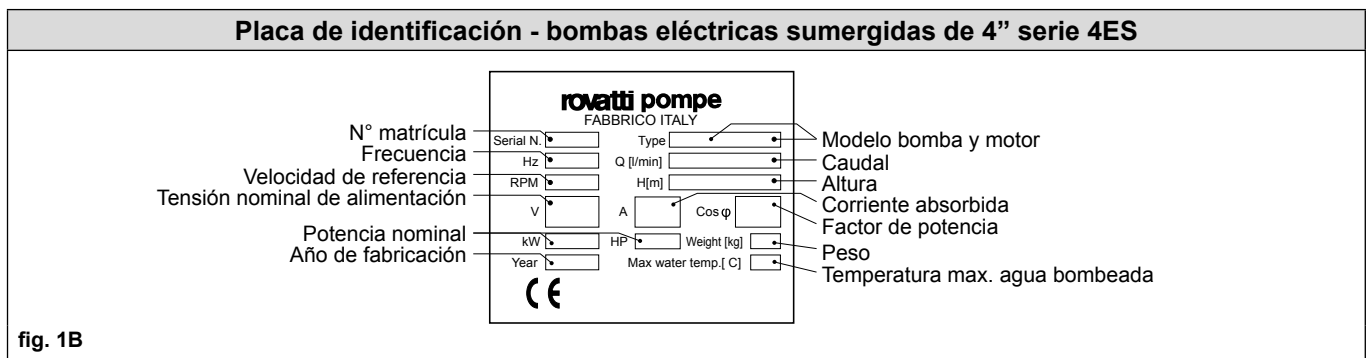 Placa de identificación - bombas eléctricas sumergidas de 4” serie 4ES
rovatti pompe
FABBRICO ITALY
N° matrícula Serial N. Type Modelo bomba y motor
Frecuencia Hz Q [l/min] Caudal
Velocidad de referencia RPM H[m] Altura
Tensión nominal de alimentación V A Cos φ Corriente absorbida
Factor de potencia
Potencia nominal kW HP Weight [kg] Peso
Año de fabricación Year Max water temp.[ C] Temperatura max. agua bombeada
CE
fig. 1B